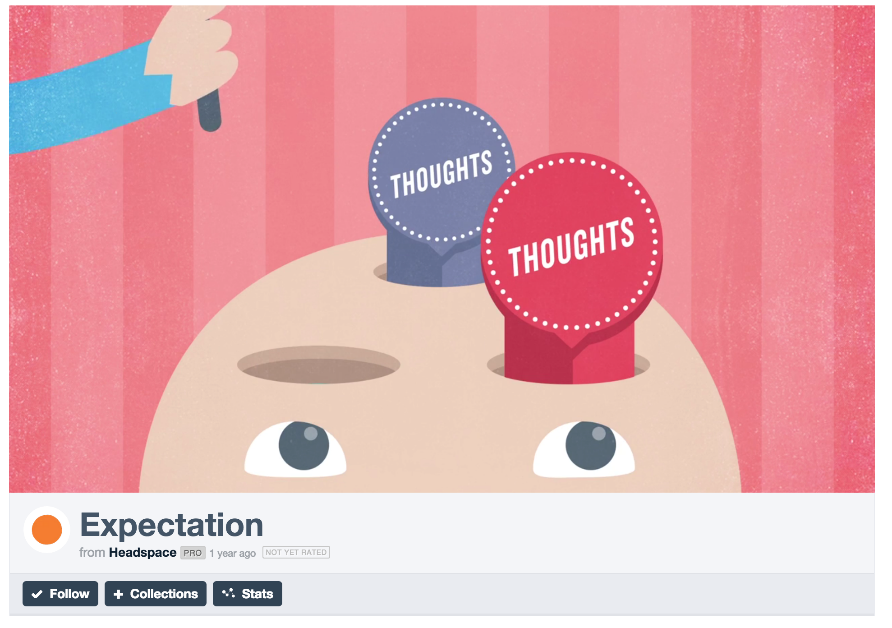 THOUGHTS
THOUGHTS
Expectation
from Headspace PRO 1 year ago NOT YET RATED
Follow + Collections Stats